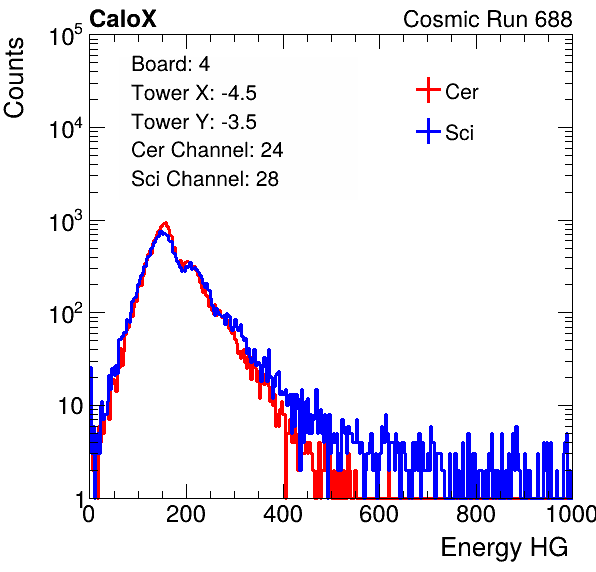 CaloX Cosmic Run 688
Counts
Board: 4
Tower X: -4.5
Tower Y: -3.5
Cer Channel: 24
Sci Channel: 28
Cer
Sci
10^5
10^4
10^3
10^2
10
1
0 200 400 600 800 1000
Energy HG